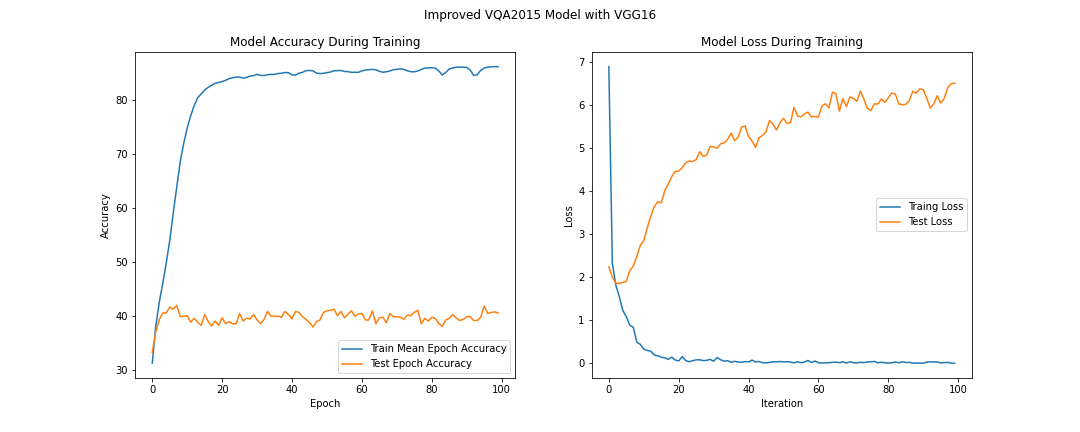 Improved VQA2015 Model with VGG16
Model Accuracy During Training
Accuracy
80
70
60
50
40
30
0 20 40 60 80 100
Epoch
Train Mean Epoch Accuracy
Test Epoch Accuracy
Model Loss During Training
Loss
7
6
5
4
3
2
1
0
0 20 40 60 80 100
Iteration
Traing Loss
Test Loss